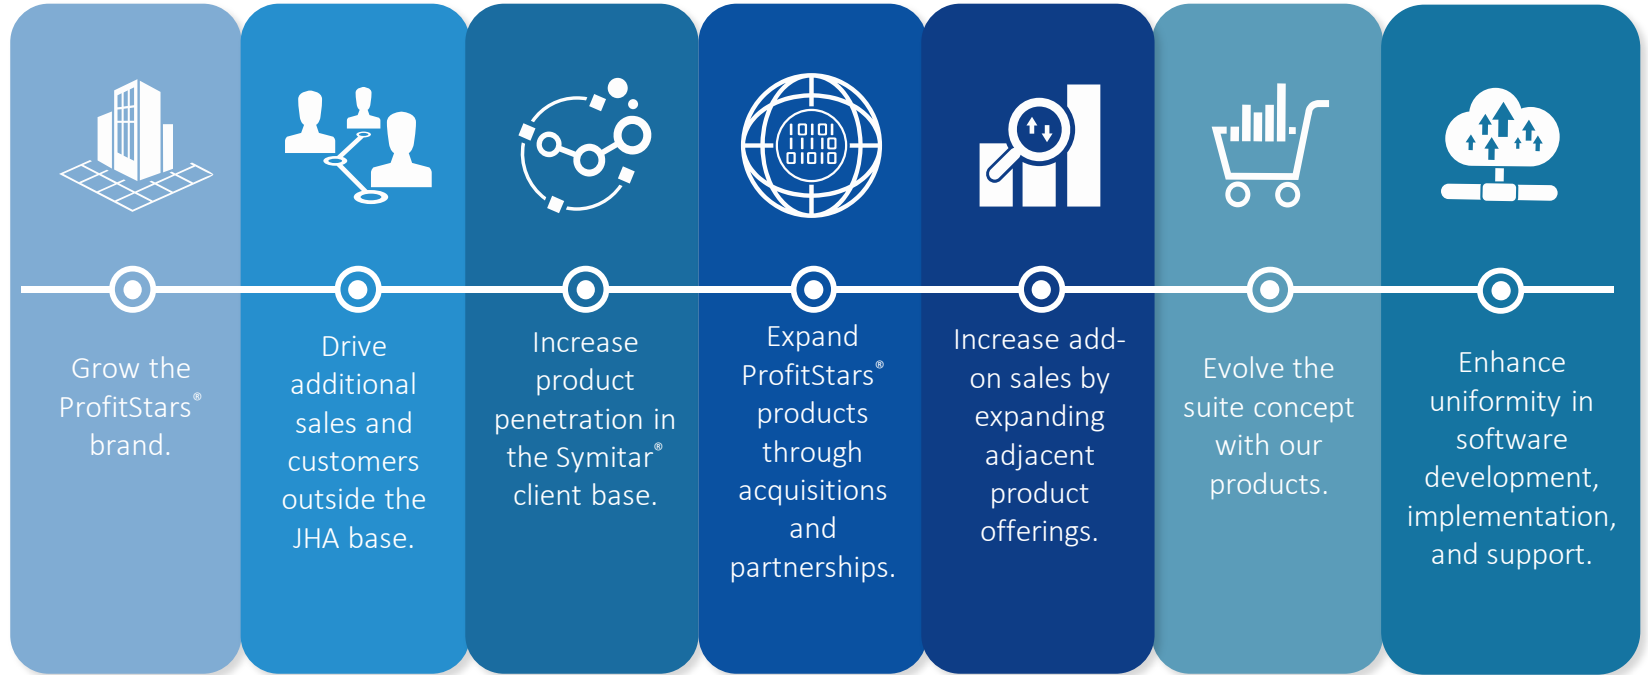 Grow the
ProfitStars®
brand.
Drive
additional
sales and
customers
outside the
JHA base.
Increase
product
penetration in
the Symitar®
client base.
10101
11110
01010
Expand
ProfitStars®
products
through
acquisitions
and
partnerships.
Increase add-
on sales by
expanding
adjacent
product
offerings.
Evolve the
suite concept
with our
products.
Enhance
uniformity in
software
development,
implementation,
and support.